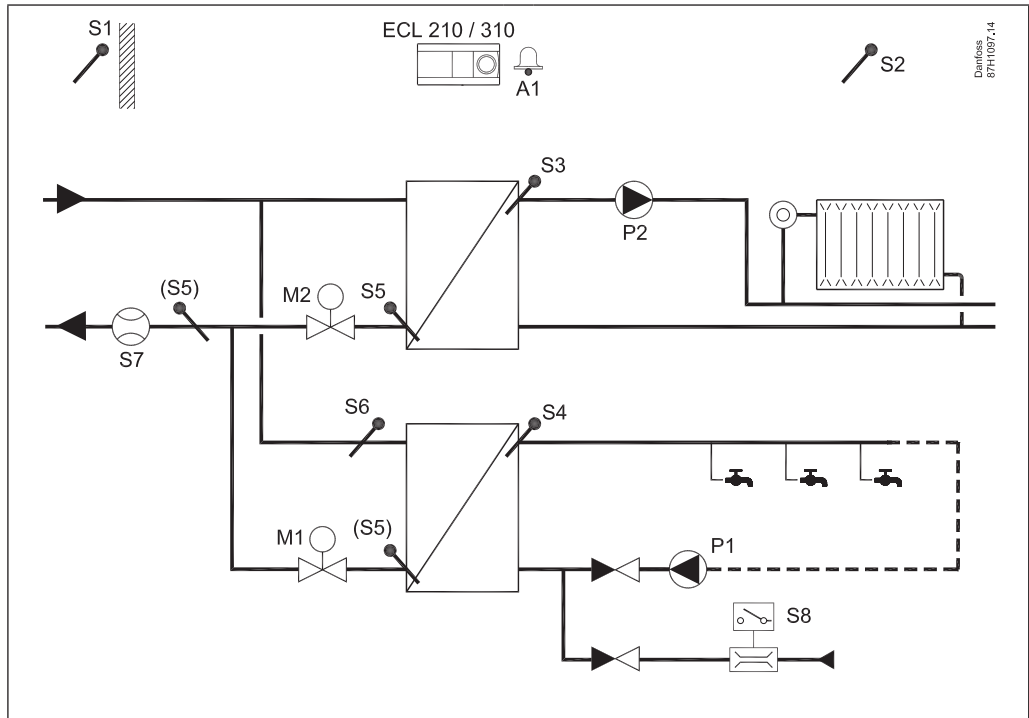 S1
ECL 210 / 310
A1
S2
Danfoss
87H1097.14
S3
P2
(S5)
M2
S5
S7
S6
S4
M1
(S5)
P1
S8